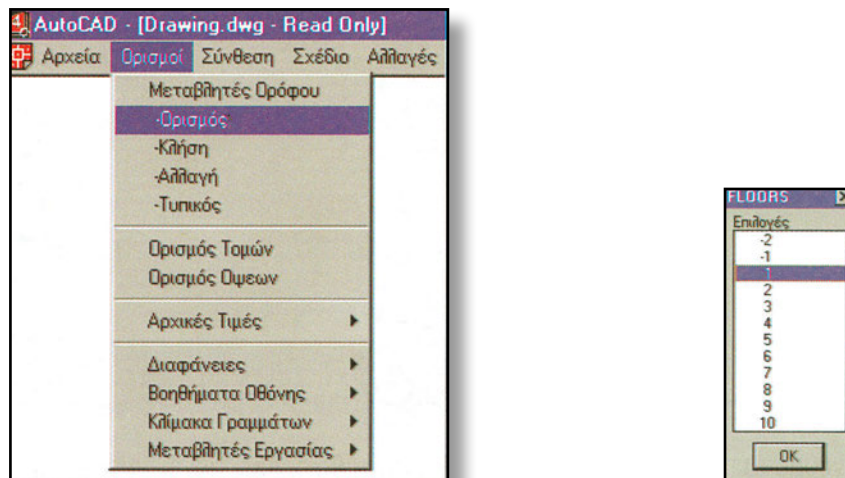 AutoCAD - [Drawing.dwg - Read Only]
Αρχεία Ορισμοί Σύνθεση Σχέδιο Αλλαγές
Μεταβλητές Ορόφου
-Ορισμός
-Κλήση
-Αλλαγή
-Τυπικός
Ορισμός Τομών
Ορισμός Οψεων
Αρχικές Τιμές
Διαφάνειες
Βοηθήματα Οθόνης
Κλίμακα Γραμμάτων
Μεταβλητές Εργασίας
FLOORS
Επιλογές
-2
-1
1
2
3
4
5
6
7
8
9
10
OK